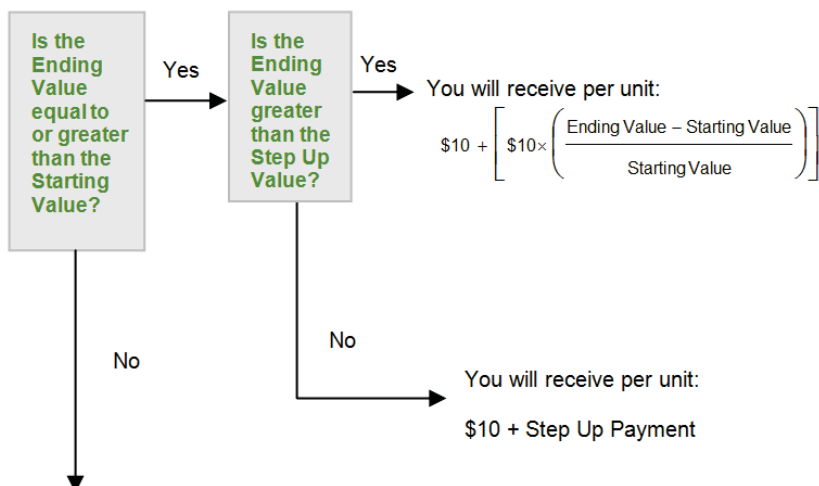 Is the
Ending
Value
equal to
or greater
than the
Starting
Value?
Yes
Is the
Ending
Value
greater
than the
Step Up
Value?
Yes
You will receive per unit:
$10 + [ $10× ( Ending Value – Starting Value
Starting Value ) ]
No
No
You will receive per unit:
$10 + Step Up Payment